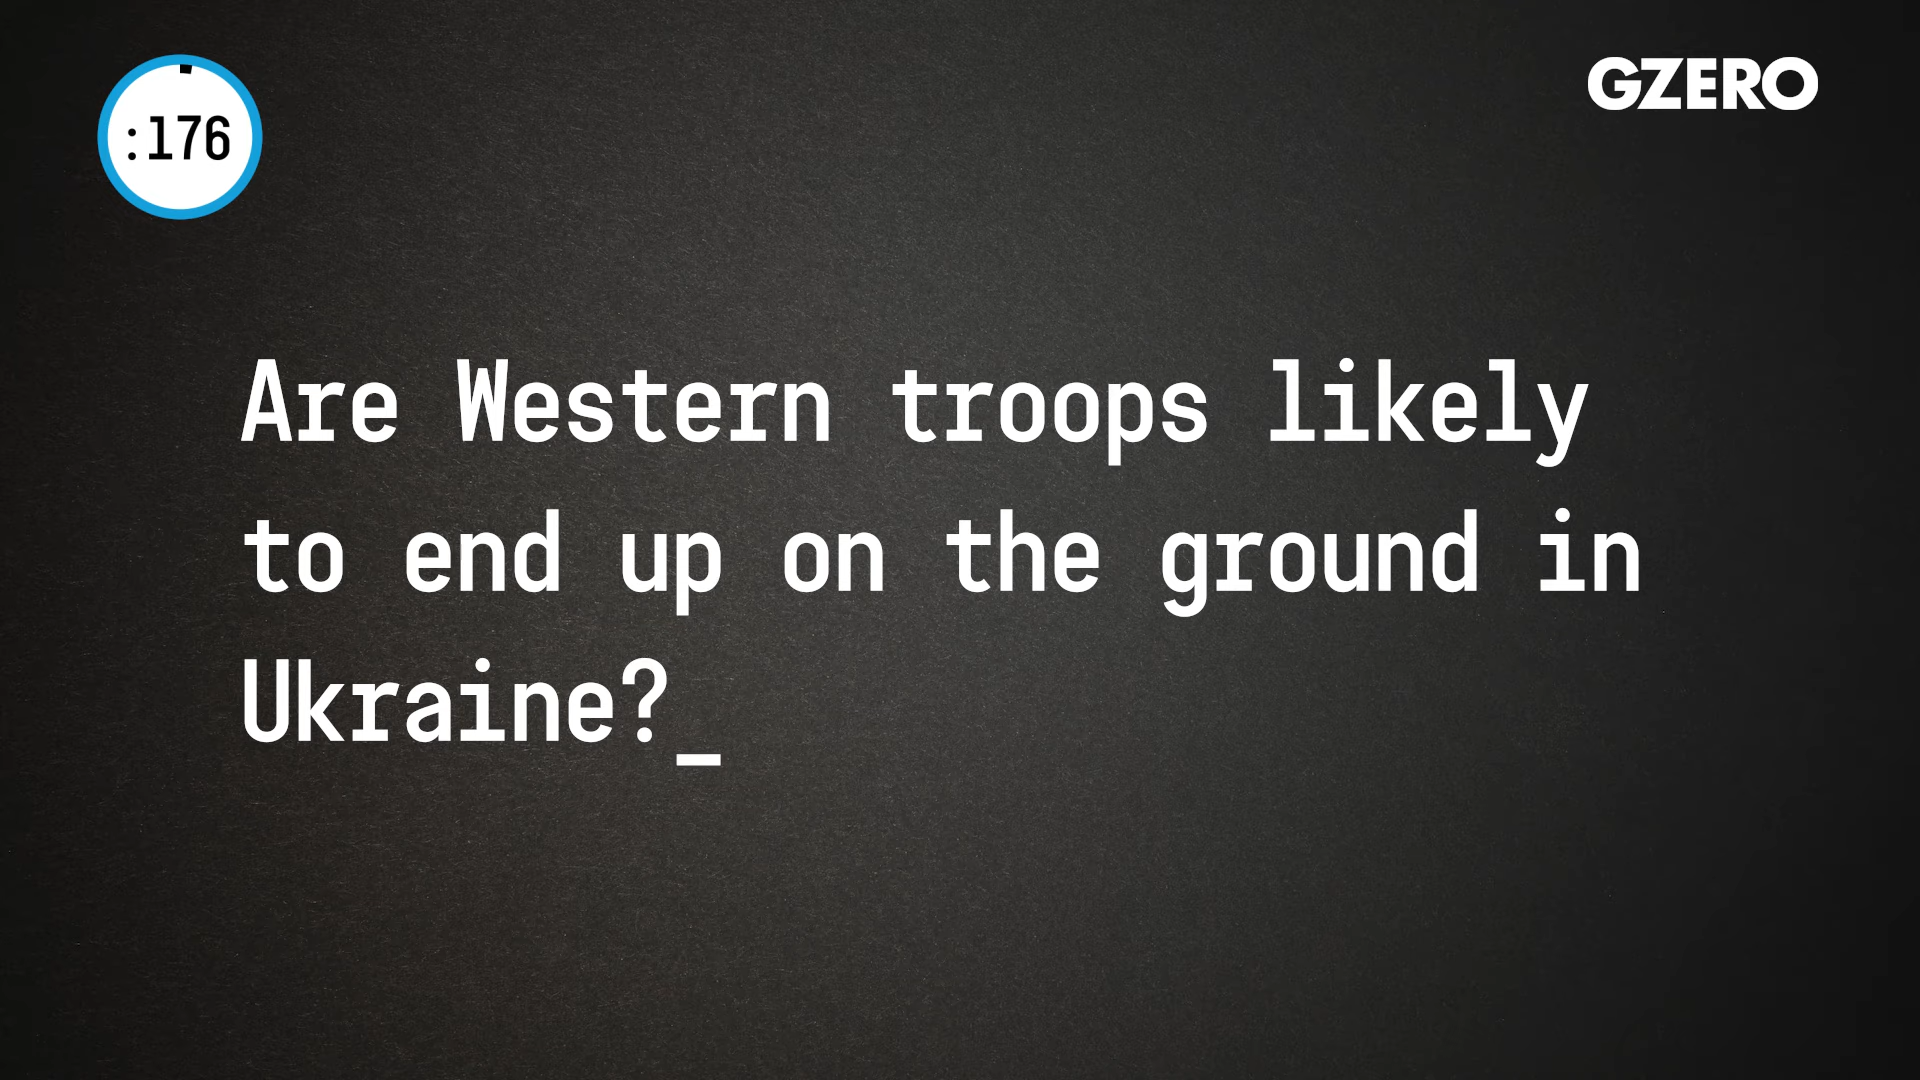 :176
GZERO
Are Western troops likely
to end up on the ground in
Ukraine?_